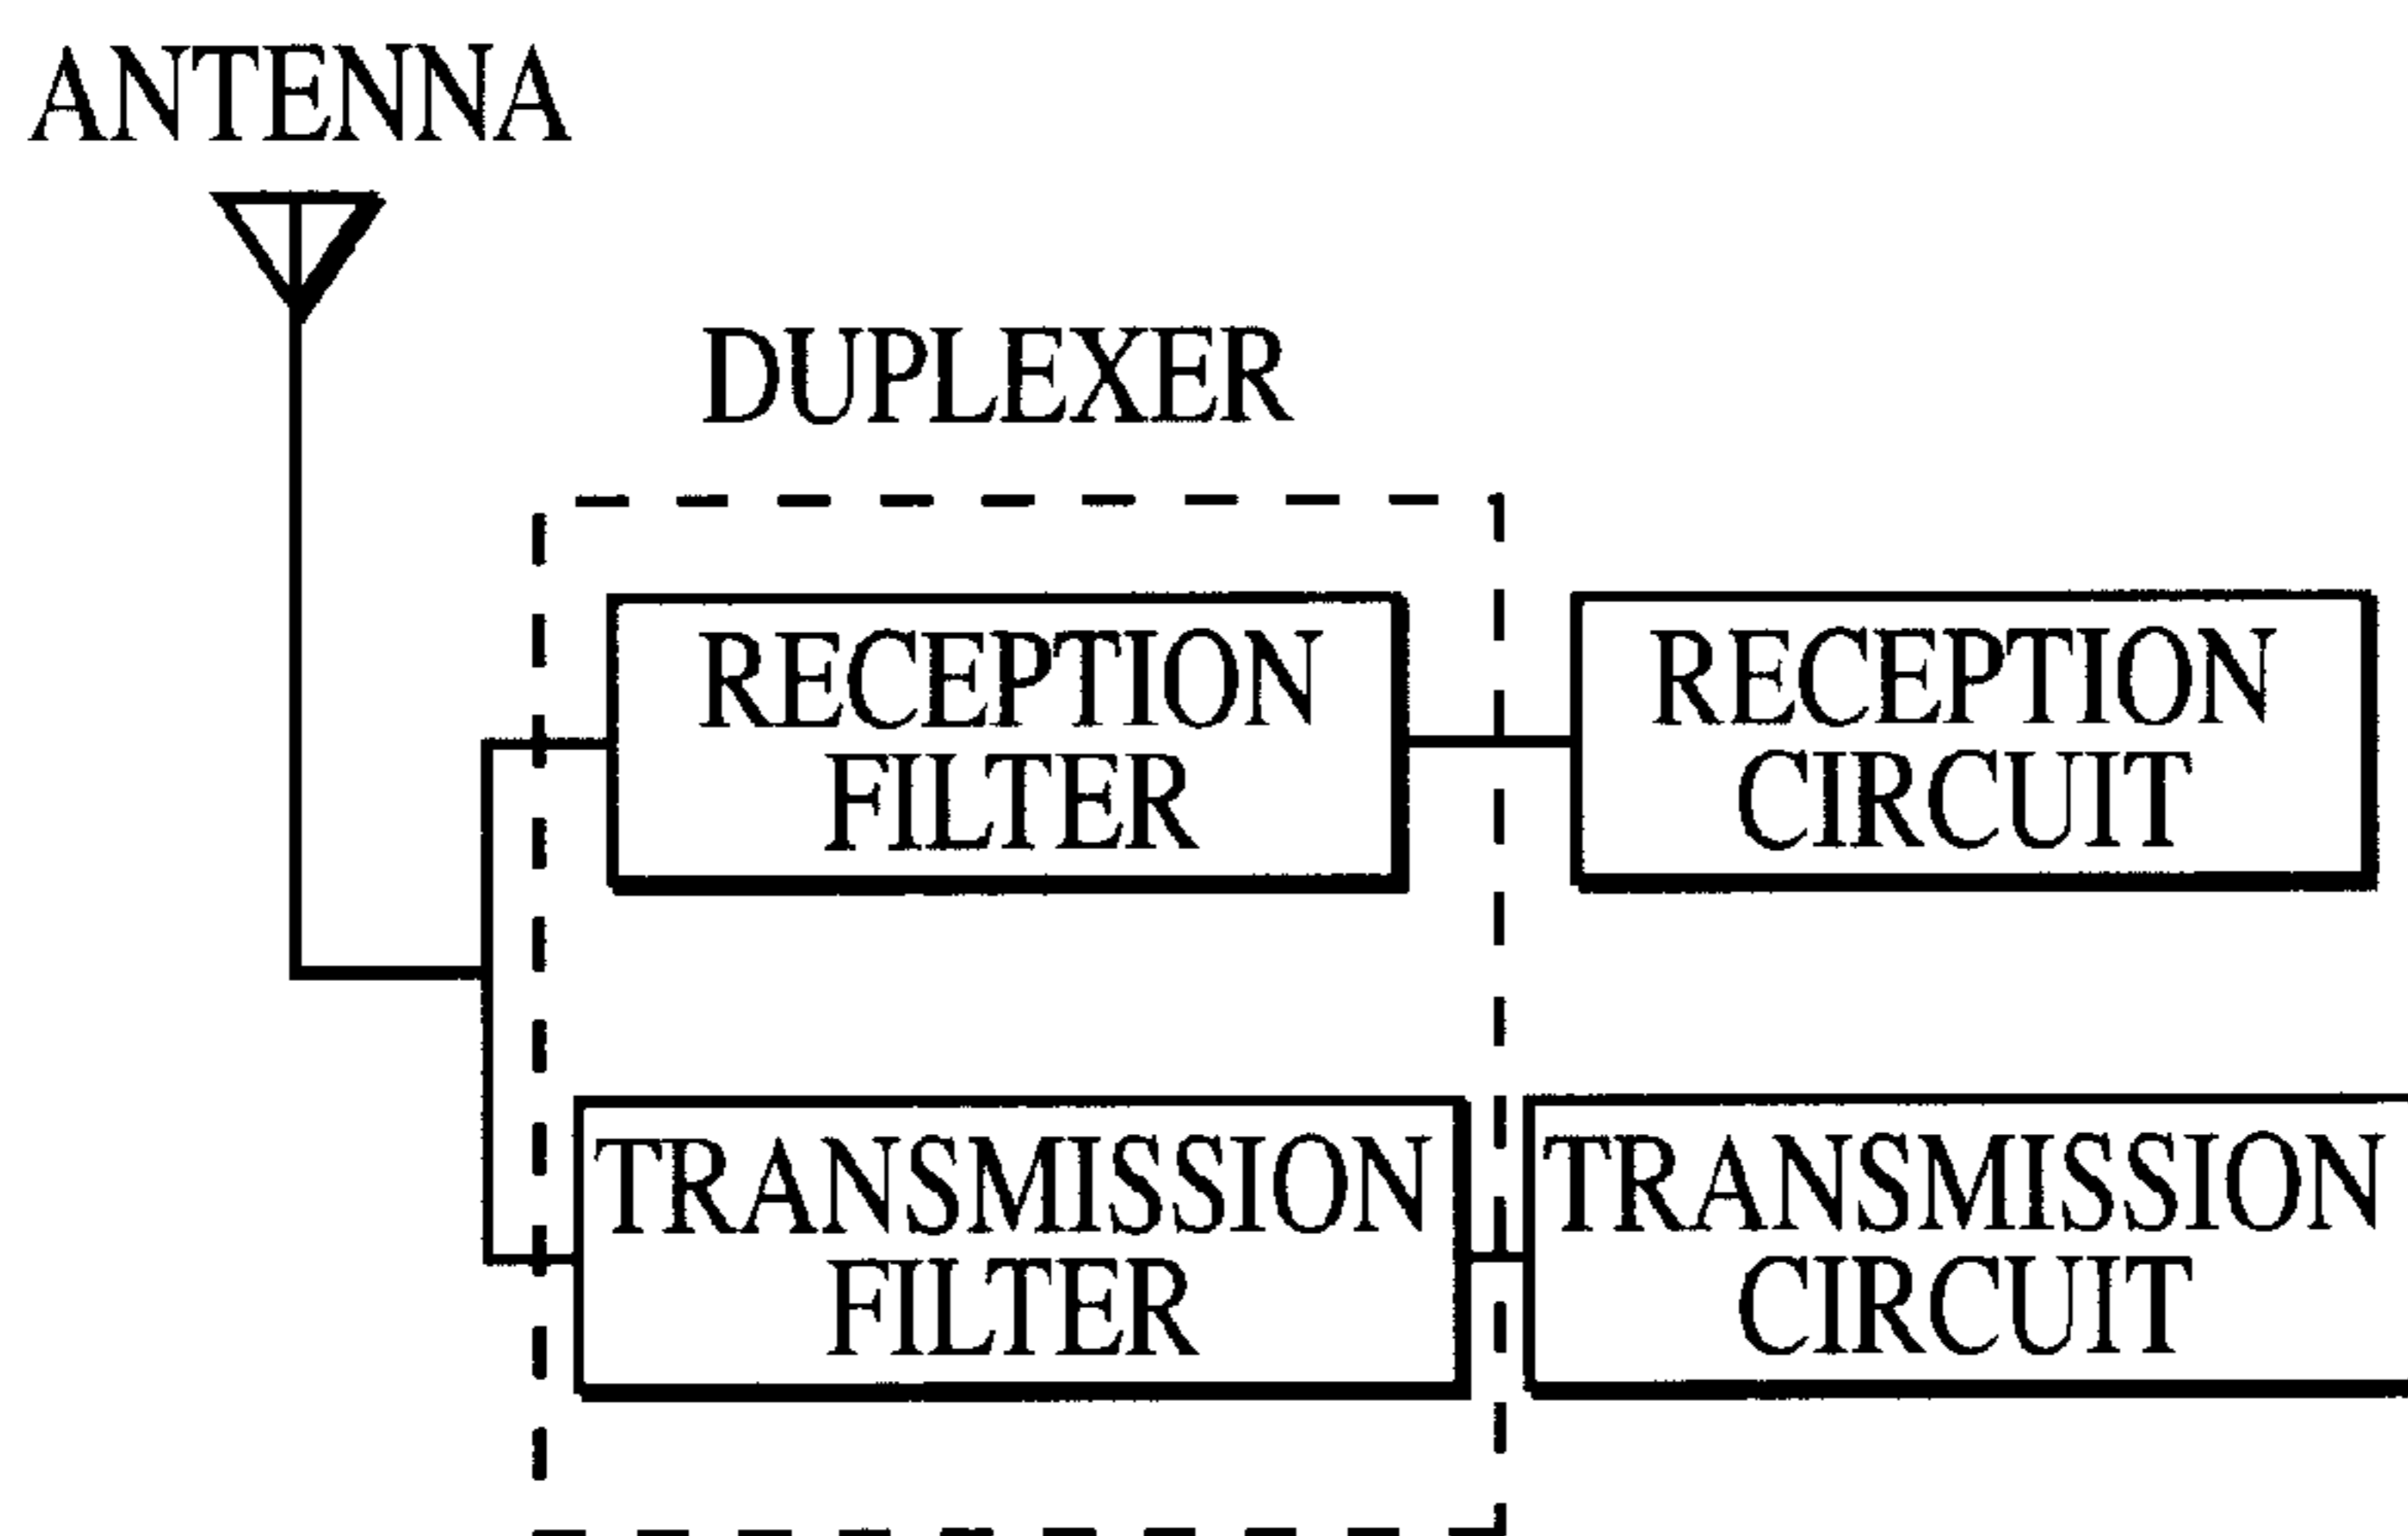 ANTENNA
DUPLEXER
RECEPTION
FILTER
RECEPTION
CIRCUIT
TRANSMISSION
FILTER
TRANSMISSION
CIRCUIT